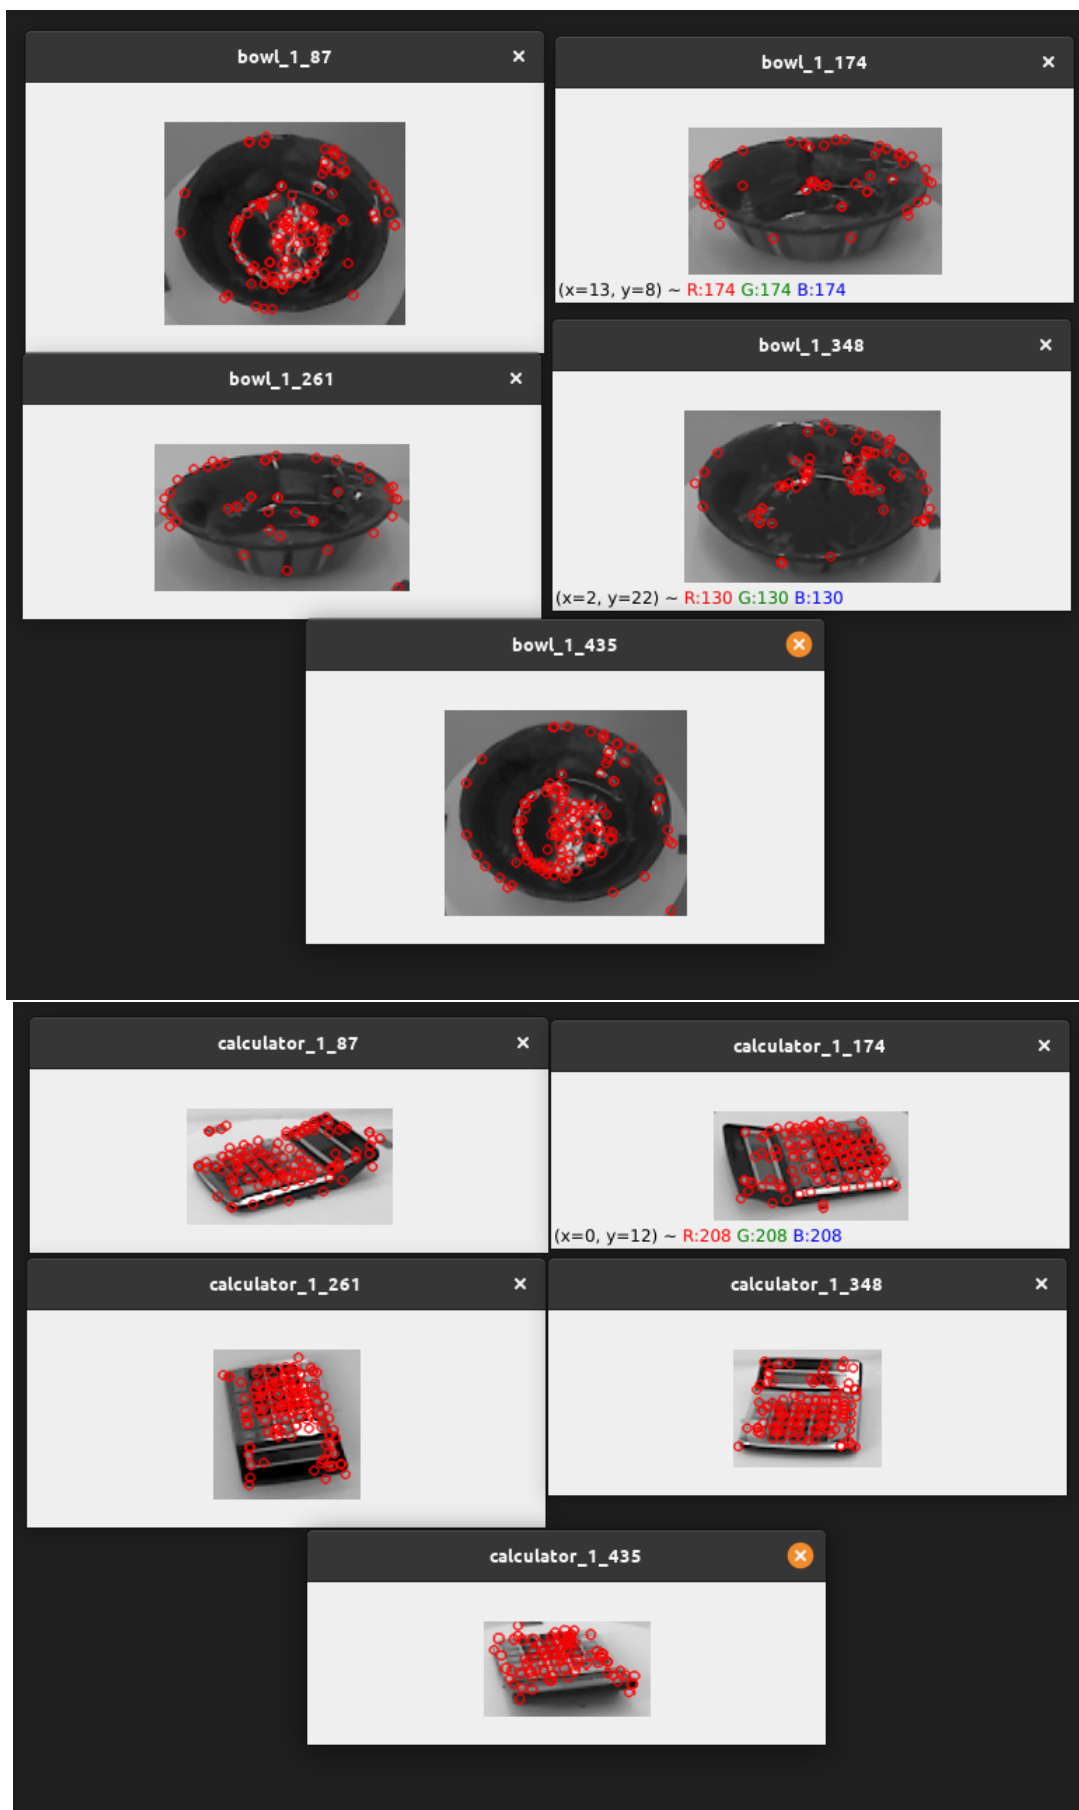 bowl_1_87 ×
bowl_1_174 ×
(x=13, y=8) ~ R:174 G:174 B:174
bowl_1_261 ×
bowl_1_348 ×
(x=2, y=22) ~ R:130 G:130 B:130
bowl_1_435 ×
calculator_1_87 ×
calculator_1_174 ×
(x=0, y=12) ~ R:208 G:208 B:208
calculator_1_261 ×
calculator_1_348 ×
calculator_1_435 ×